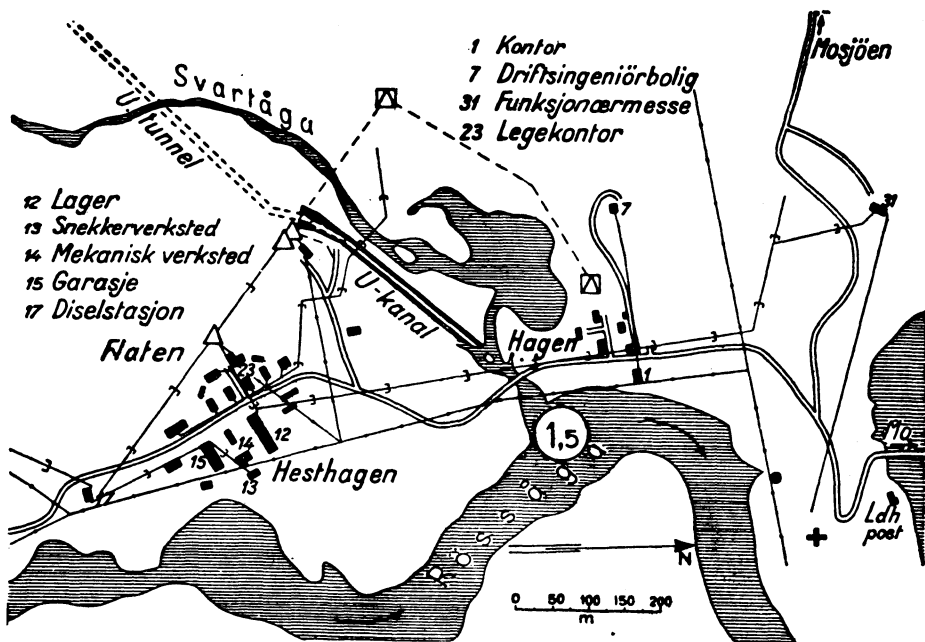 1 Kontor
7 Driftsingeniörbolig
31 Funksjonærmesse
23 Legekontor
Mosjöen
Svartåga
U.tunnel
12 Lager
13 Snekkerverksted
14 Mekanisk verksted
15 Garasje
17 Diselstasjon
7
31
U-kanal
Flaten
Hagen
23
1
1,5
12
14
15
13
Hesthagen
Mo
Ldh
post
N
0 50 100 150 200
m